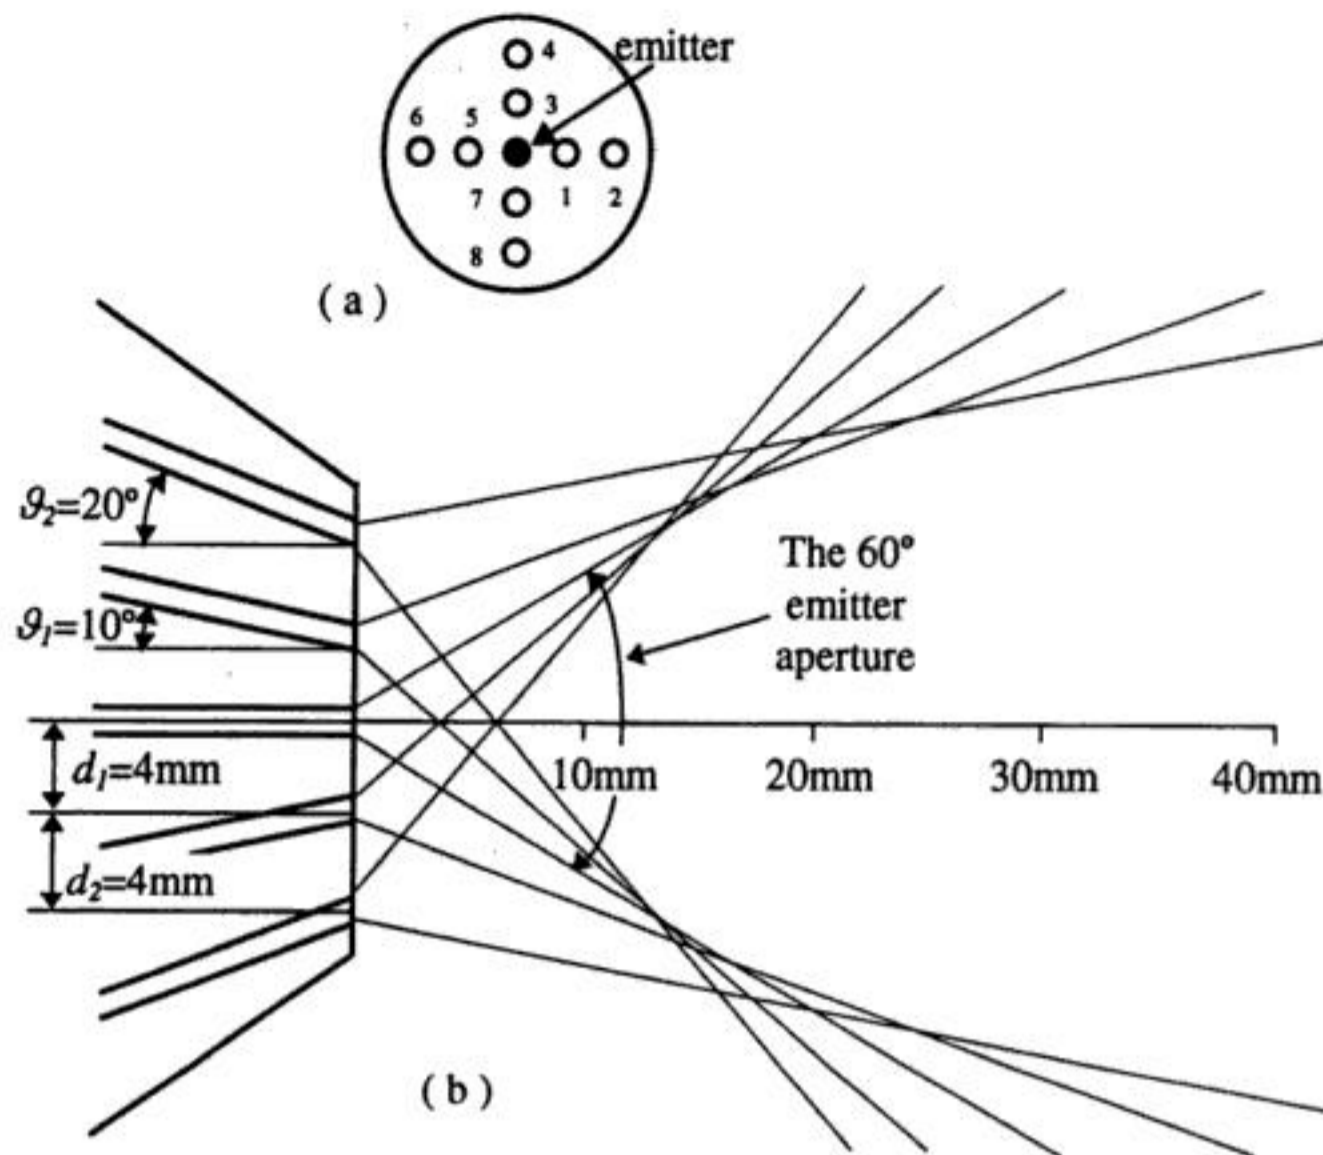 4
emitter
3
6
5
7
1
2
8
( a )
ϑ2=20°
The 60°
emitter
aperture
ϑ1=10°
d1=4mm
10mm
20mm
30mm
40mm
d2=4mm
( b )